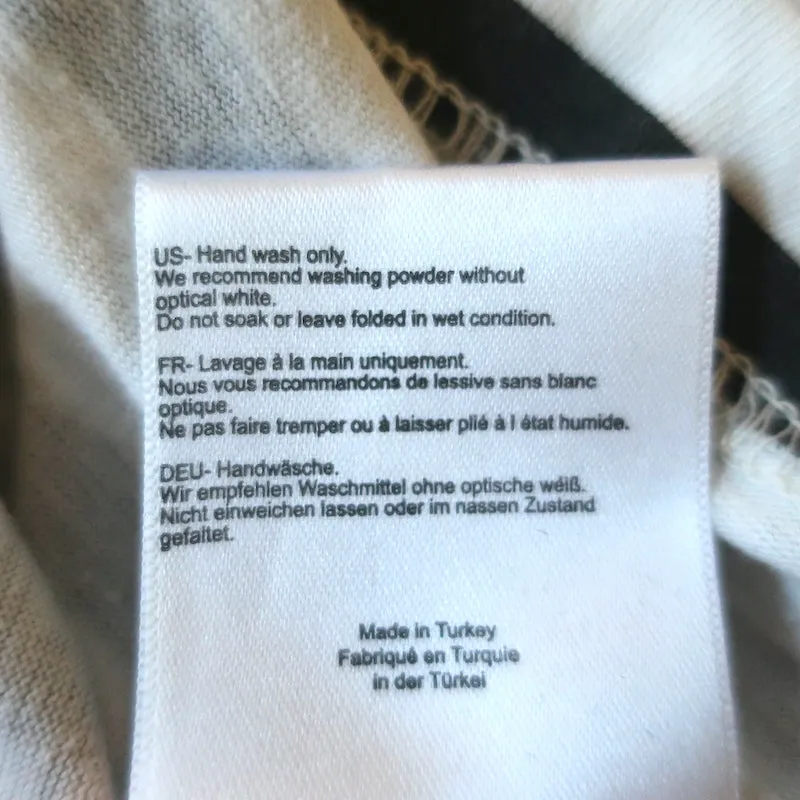 US- Hand wash only.
We recommend washing powder without
optical white.
Do not soak or leave folded in wet condition.
FR- Lavage à la main uniquement.
Nous vous recommandons de lessive sans blanc
optique.
Ne pas faire tremper ou à laisser plié à l état humide.
DEU- Handwäsche.
Wir empfehlen Waschmittel ohne optische wéiß.
Nicht einweichen lassen oder im nassen Zustand
gefaltet.
Made in Turkey
Fabriqué en Turquie
in der Türkei